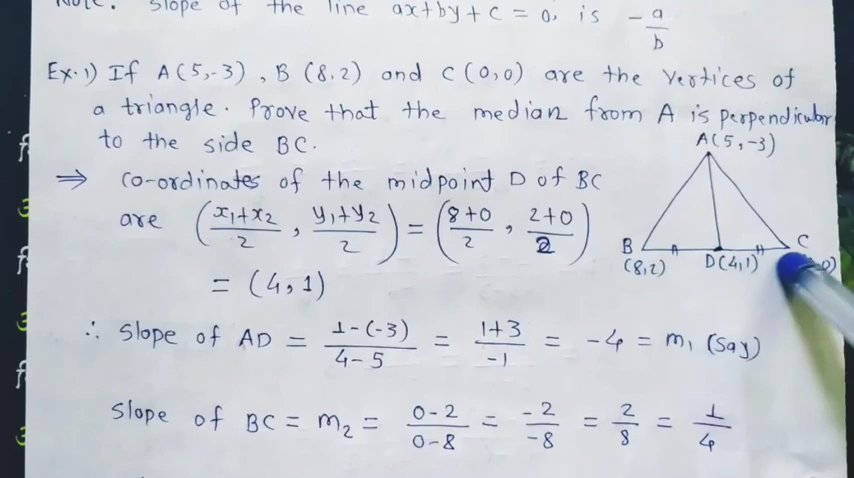 Note: Slope of the line ax+by+c=0, is -a/b
Ex.1) If A(5,-3), B(8,2) and C(0,0) are the vertices of
a triangle. Prove that the median from A is perpendicular
to the side BC.
A(5,-3)
⇒ co-ordinates of the midpoint D of BC
are (x₁+x₂/2, y₁+y₂/2) = (8+0/2, 2+0/2)
B C
(8,2) D(4,1) 0)
= (4,1)
∴ Slope of AD = 1-(-3)/4-5 = 1+3/-1 = -4 = m₁ (say)
Slope of BC = m₂ = 0-2/0-8 = -2/-8 = 2/8 = 1/4